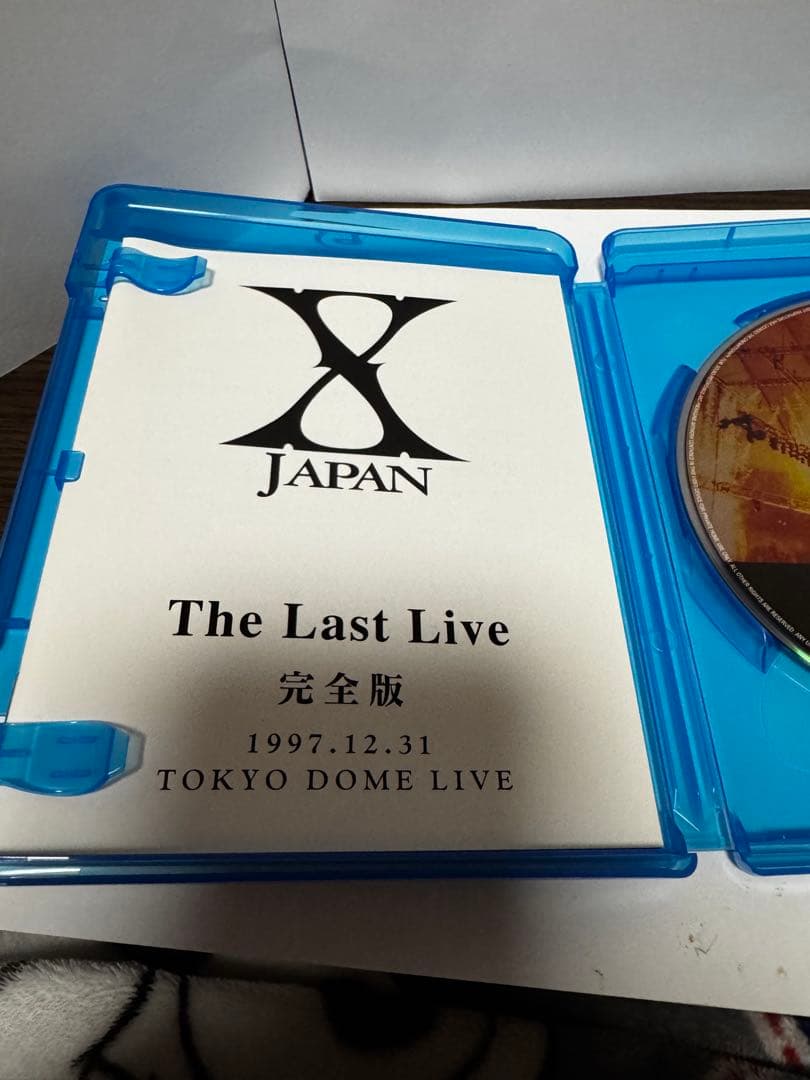 X
JAPAN
The Last Live
完全版
1997.12.31
TOKYO DOME LIVE